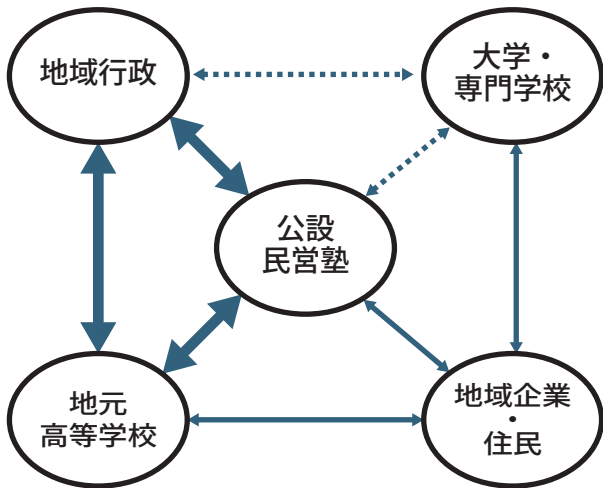 地域行政
大学・
専門学校
公設
民営塾
地元
高等学校
地域企業
・
住民